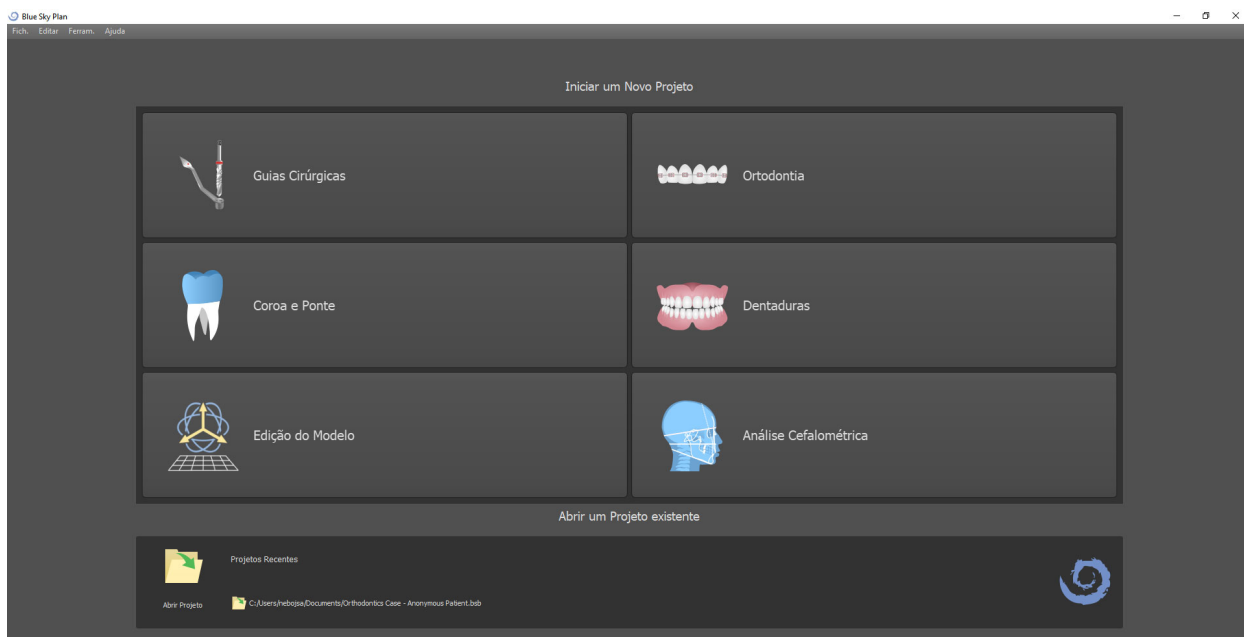 Blue Sky Plan
Fich. Editar Ferram. Ajuda
Iniciar um Novo Projeto
Guias Cirúrgicas
Ortodontia
Coroa e Ponte
Dentaduras
Edição do Modelo
Análise Cefalométrica
Abrir um Projeto existente
Projetos Recentes
Abrir Projeto
C:/Users/nebojsa/Documents/Orthodontics Case - Anonymous Patient.bsb